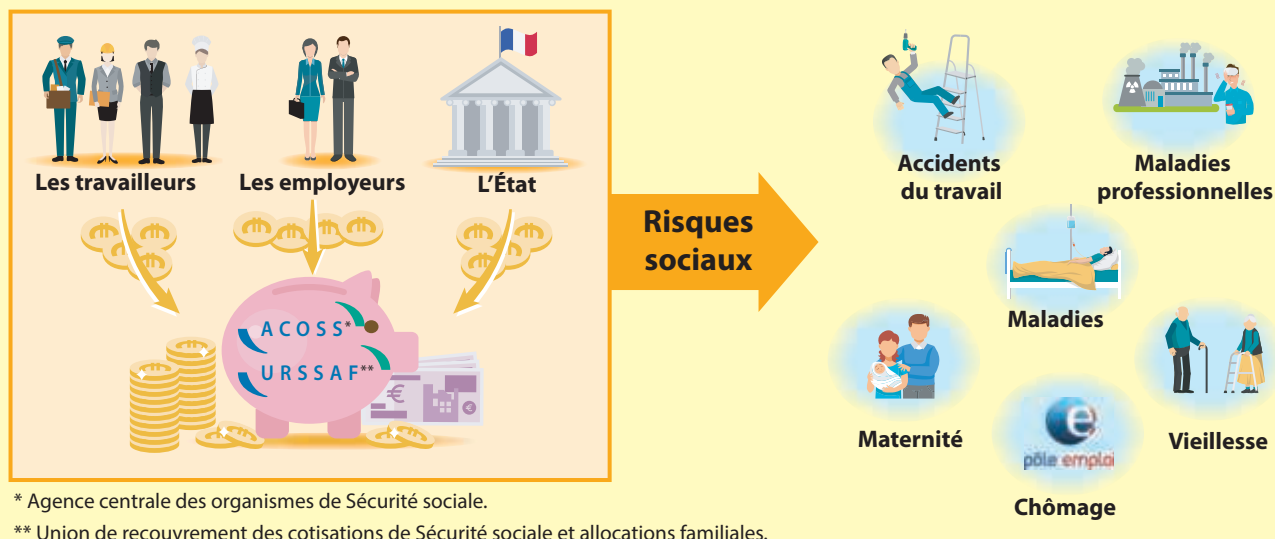 Les travailleurs
Les employeurs
L'État
ACOSS*
URSSAF**
Risques
sociaux
Accidents
du travail
Maladies
professionnelles
Maladies
Maternité
Vieillesse
pôle emploi
Chômage
* Agence centrale des organismes de Sécurité sociale.
** Union de recouvrement des cotisations de Sécurité sociale et allocations familiales.